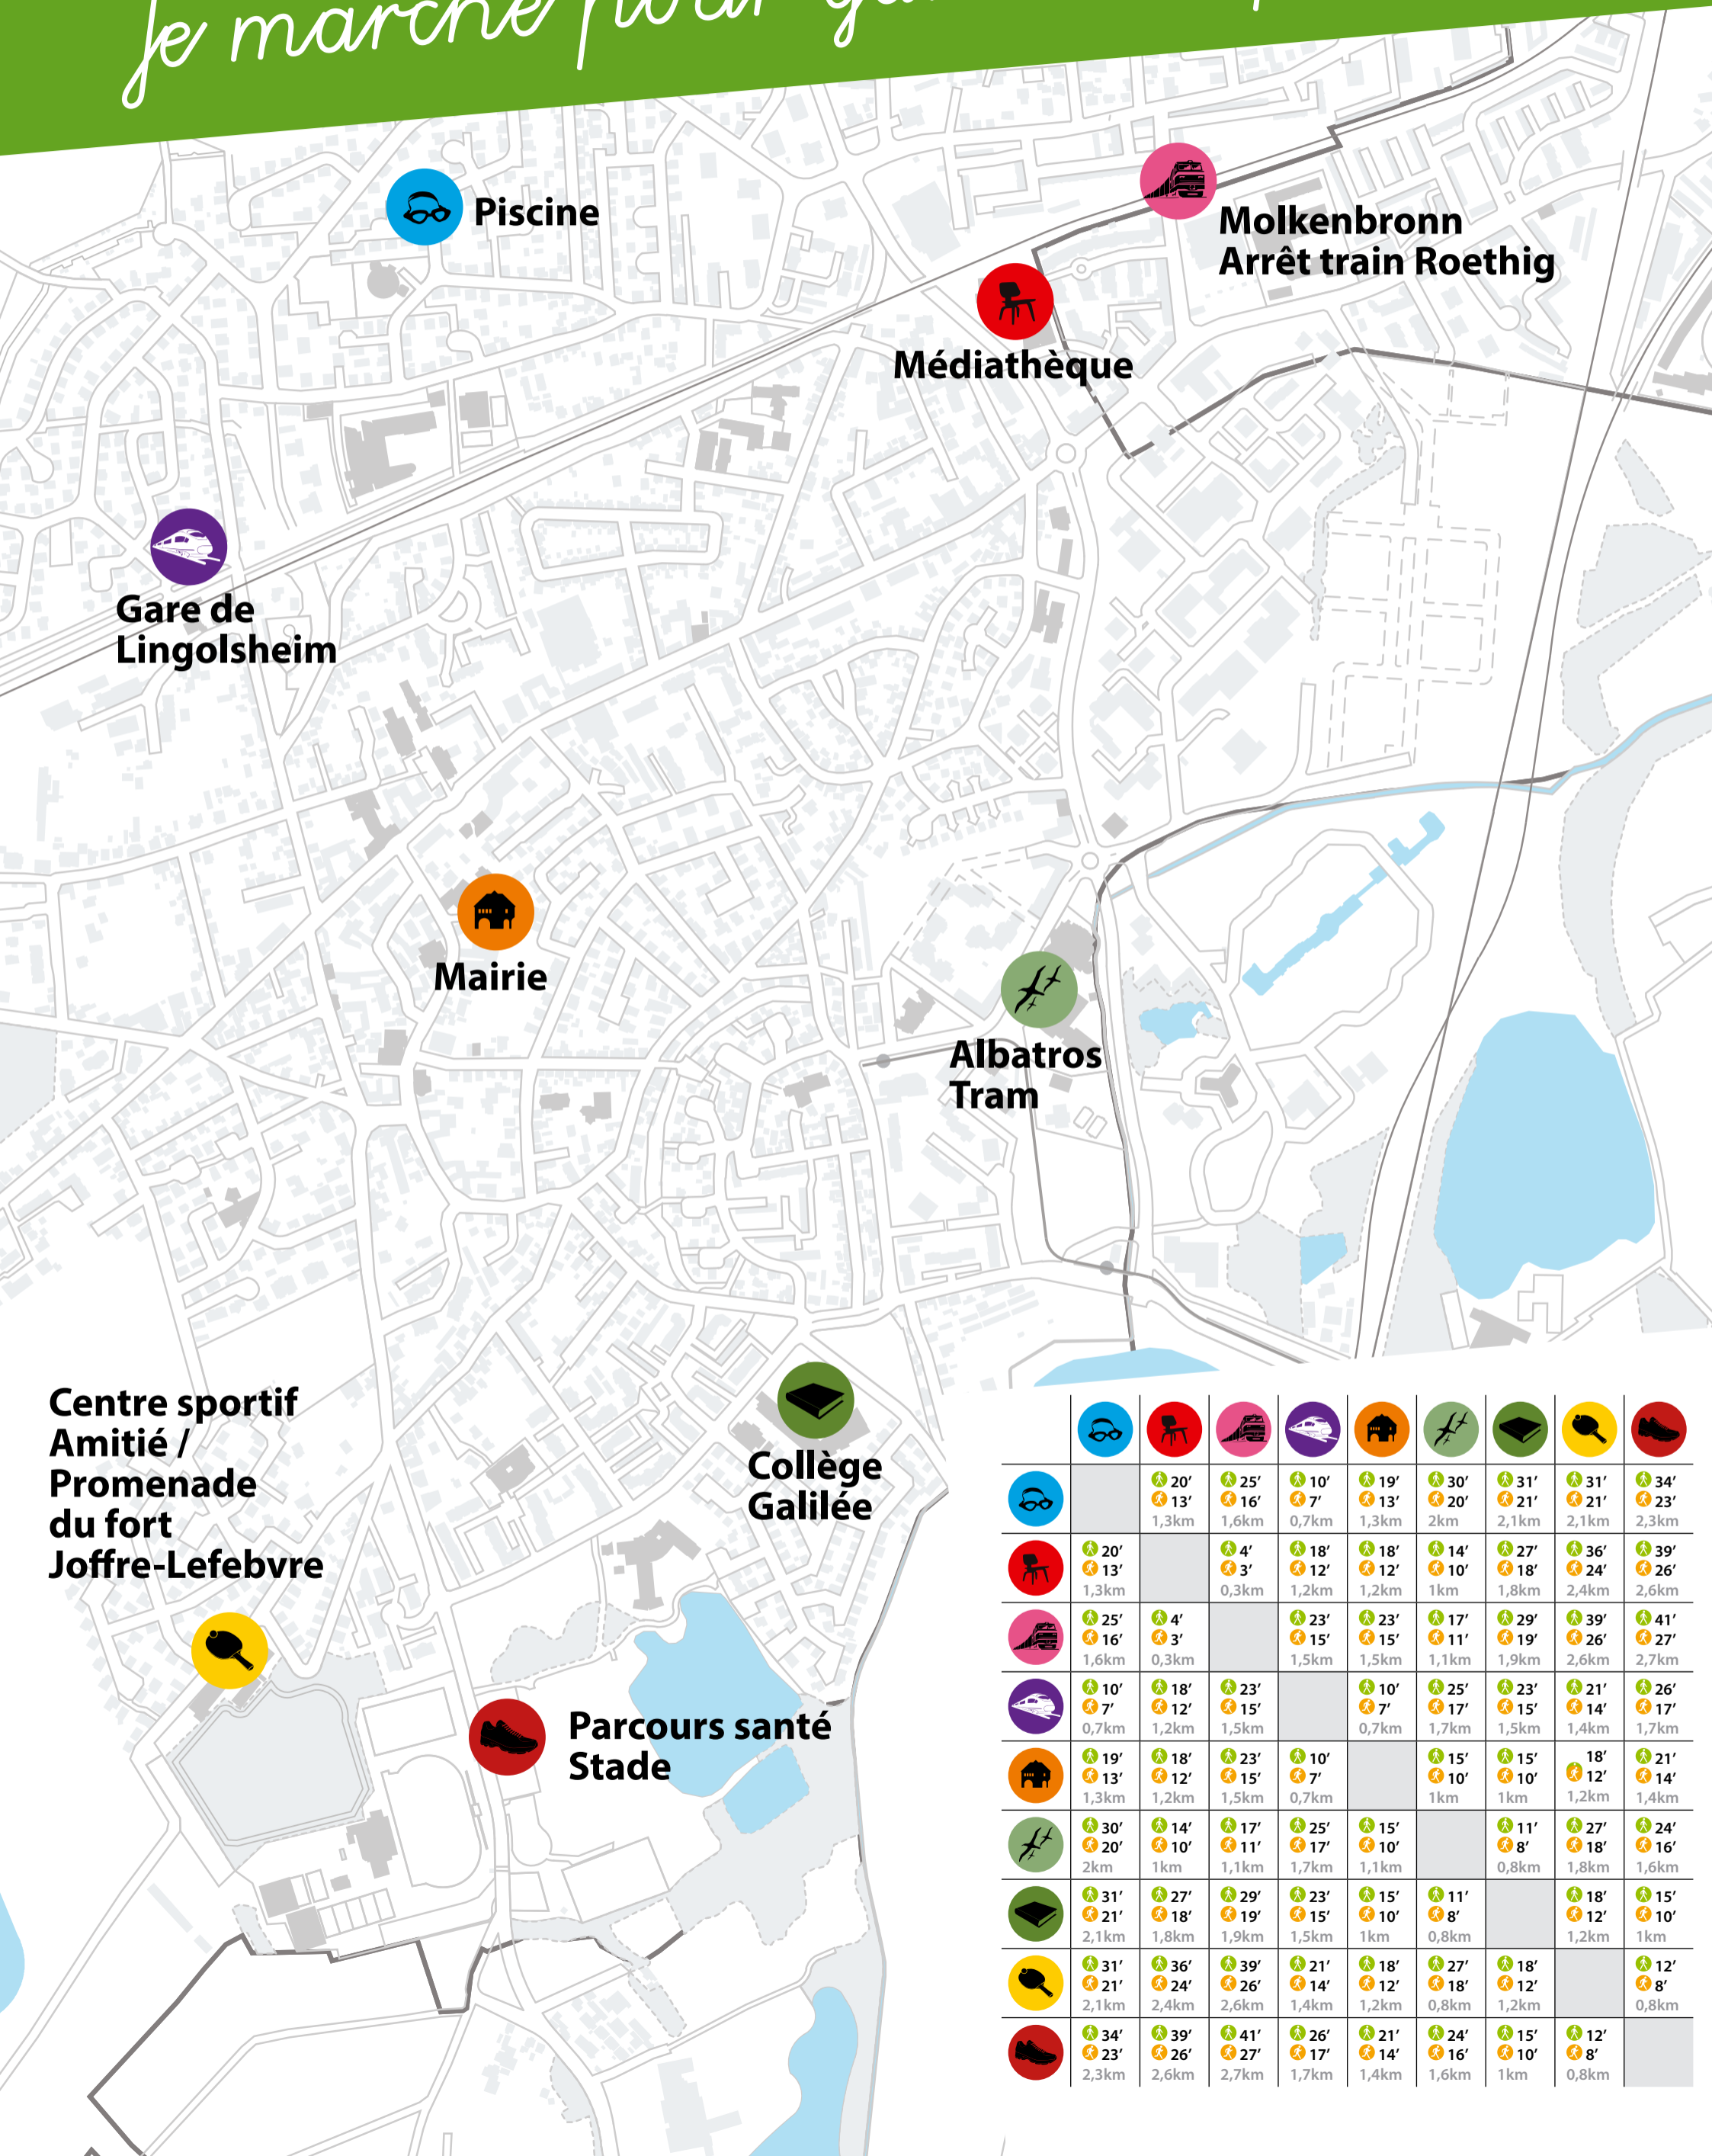 Je marche pour
Piscine
Molkenbronn
Arrêt train Roethig
Médiathèque
Gare de
Lingolsheim
Mairie
Albatros
Tram
Centre sportif
Amitié /
Promenade
du fort
Joffre-Lefebvre
Collège
Galilée
Parcours santé
Stade
20' 25' 10' 19' 30' 31' 31' 34'
13' 16' 7' 13' 20' 21' 21' 23'
1,3km 1,6km 0,7km 1,3km 2km 2,1km 2,1km 2,3km
20' 4' 18' 18' 14' 27' 36' 39'
13' 3' 12' 12' 10' 18' 24' 26'
1,3km 0,3km 1,2km 1,2km 1km 1,8km 2,4km 2,6km
25' 4' 23' 23' 17' 29' 39' 41'
16' 3' 15' 15' 11' 19' 26' 27'
1,6km 0,3km 1,5km 1,5km 1,1km 1,9km 2,6km 2,7km
10' 18' 23' 10' 25' 23' 21' 26'
7' 12' 15' 7' 17' 15' 14' 17'
0,7km 1,2km 1,5km 0,7km 1,7km 1,5km 1,4km 1,7km
19' 18' 23' 10' 15' 15' 18' 21'
13' 12' 15' 7' 10' 10' 12' 14'
1,3km 1,2km 1,5km 0,7km 1km 1km 1,2km 1,4km
30' 14' 17' 25' 15' 11' 27' 24'
20' 10' 11' 17' 10' 8' 18' 16'
2km 1km 1,1km 1,7km 1,1km 0,8km 1,8km 1,6km
31' 27' 29' 23' 15' 11' 18' 15'
21' 18' 19' 15' 10' 8' 12' 10'
2,1km 1,8km 1,9km 1,5km 1km 0,8km 1,2km 1km
31' 36' 39' 21' 18' 27' 18' 12'
21' 24' 26' 14' 12' 18' 12' 8'
2,1km 2,4km 2,6km 1,4km 1,2km 0,8km 1,2km 0,8km
34' 39' 41' 26' 21' 24' 15' 12'
23' 26' 27' 17' 14' 16' 10' 8'
2,3km 2,6km 2,7km 1,7km 1,4km 1,6km 1km 0,8km